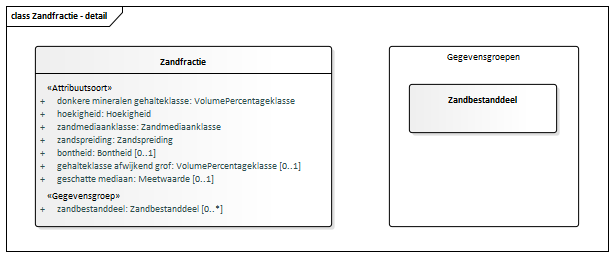 class Zandfractie - detail
Zandfractie
«Attribuutsoort»
+ donkere mineralen gehalteklasse: VolumePercentageklasse
+ hoekigheid: Hoekigheid
+ zandmediaanklasse: Zandmediaanklasse
+ zandspreiding: Zandspreiding
+ bontheid: Bontheid [0..1]
+ gehalteklasse afwijkend grof: VolumePercentageklasse [0..1]
+ geschatte mediaan: Meetwaarde [0..1]
«Gegevensgroep»
+ zandbestanddeel: Zandbestanddeel [0..*]
Gegevensgroepen
Zandbestanddeel